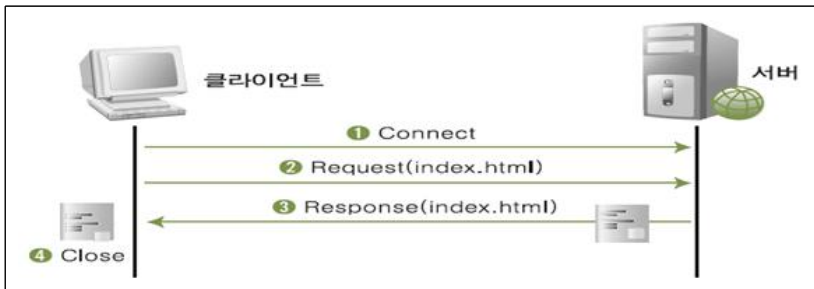 클라이언트
서버
❶ Connect
❷ Request(index.html)
❸ Response(index.html)
❹ Close